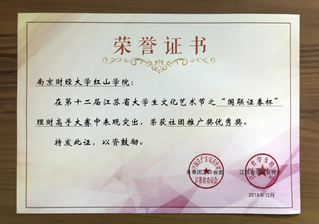 荣誉证书
南京财经大学红山学院：
在第十二届江苏省大学生文化艺术节之“国联证券杯”
理财高手大赛中表现突出，荣获社团推广奖优秀奖。
特发此证，以资鼓励。
2018年12月